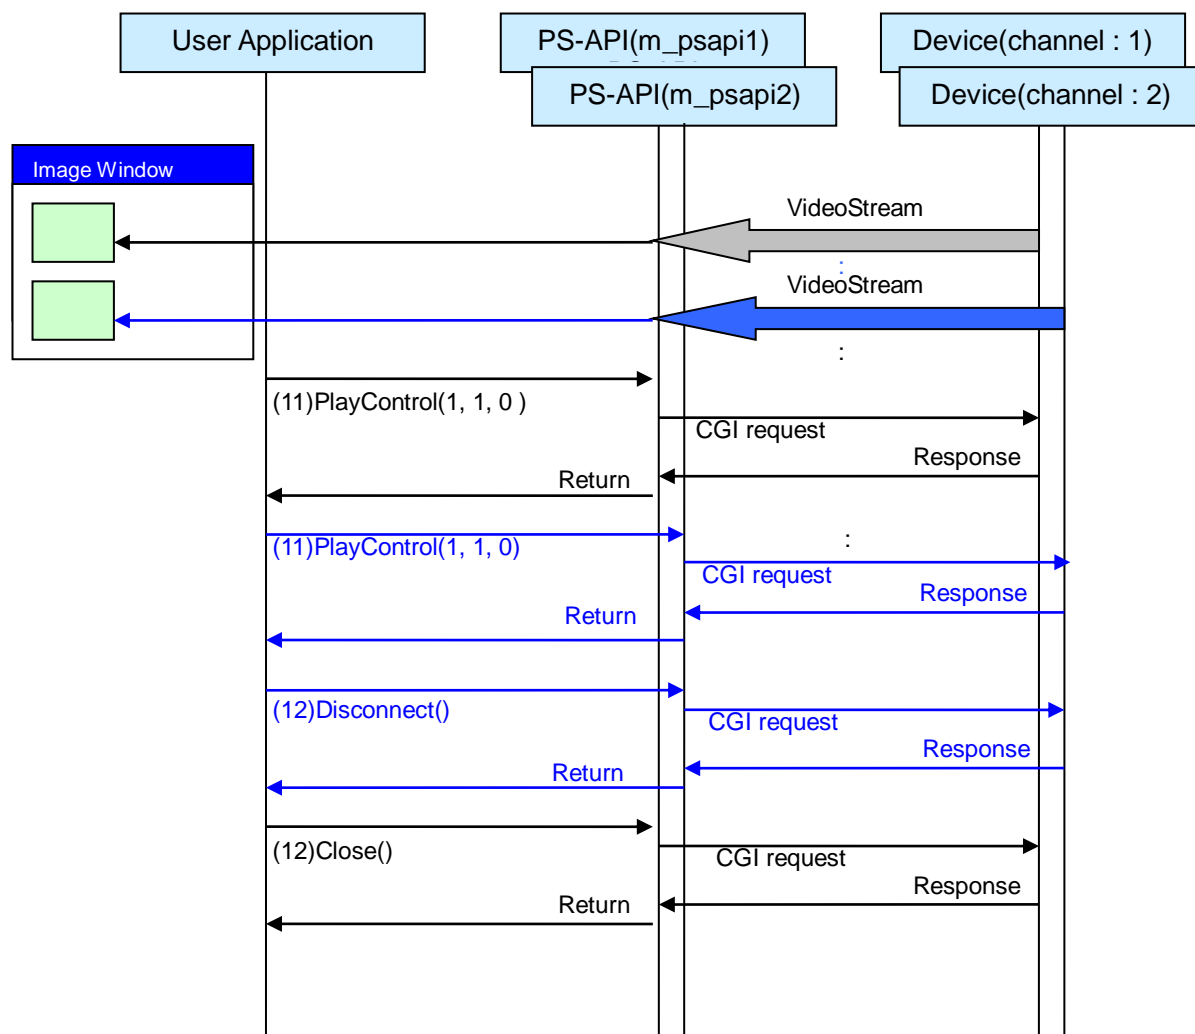 User Application
PS-API(m_psapi1)
Device(channel : 1)
PS-API(m_psapi2)
Device(channel : 2)
Image Window
VideoStream
:
VideoStream
:
(11)PlayControl(1, 1, 0 )
CGI request
Response
Return
(11)PlayControl(1, 1, 0)
:
CGI request
Response
Return
(12)Disconnect()
CGI request
Response
Return
(12)Close()
CGI request
Response
Return